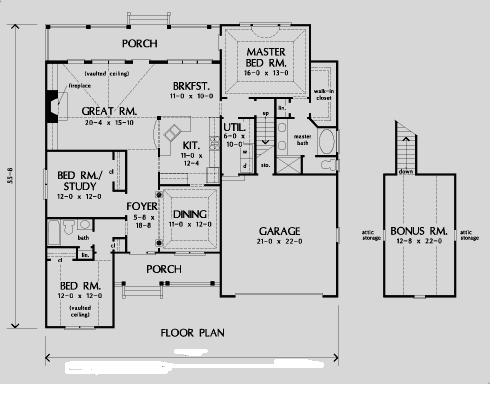 PORCH
MASTER
BED RM.
16-0 x 13-0
(vaulted ceiling)
fireplace
BRKFST.
11-0 x 10-0
walk-in
closet
GREAT RM.
20-4 x 15-10
lin.
up
UTIL.
6-0
10-0
master
bath
KIT.
11-0
x
12-4
w
d
sto.
cl
BED RM/
STUDY
12-0 x 12-0
down
FOYER
5-8
x
18-8
DINING
11-0 x 12-0
GARAGE
21-0 x 22-0
attic
storage
BONUS RM.
12-8 x 22-0
attic
storage
bath
lin.
cl
cl
PORCH
BED RM.
12-0 x 12-0
(vaulted
ceiling)
55-8
FLOOR PLAN